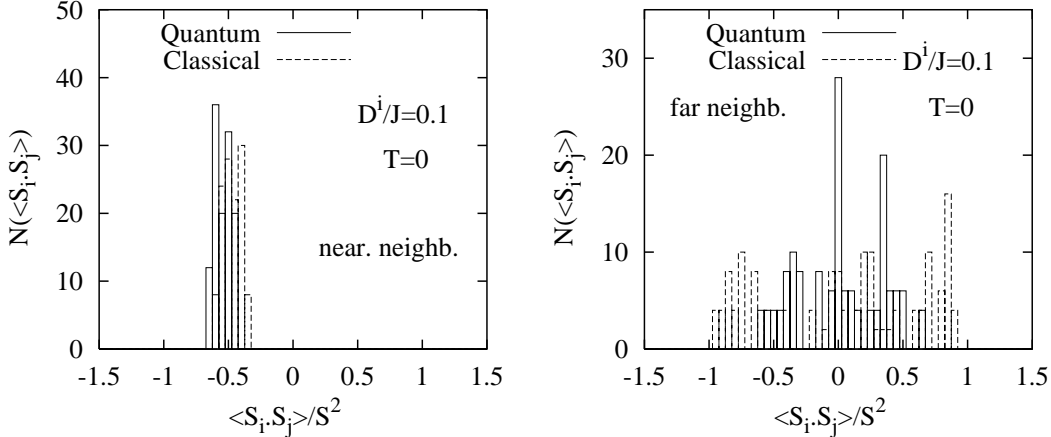 50
40
30
20
10
0
N(<S_i.S_j>)
Quantum
Classical
D^i/J=0.1
T=0
near. neighb.
-1.5 -1 -0.5 0 0.5 1 1.5
<S_i.S_j>/S^2
30
20
10
0
N(<S_i.S_j>)
Quantum
Classical
D^i/J=0.1
far neighb.
T=0
-1.5 -1 -0.5 0 0.5 1 1.5
<S_i.S_j>/S^2